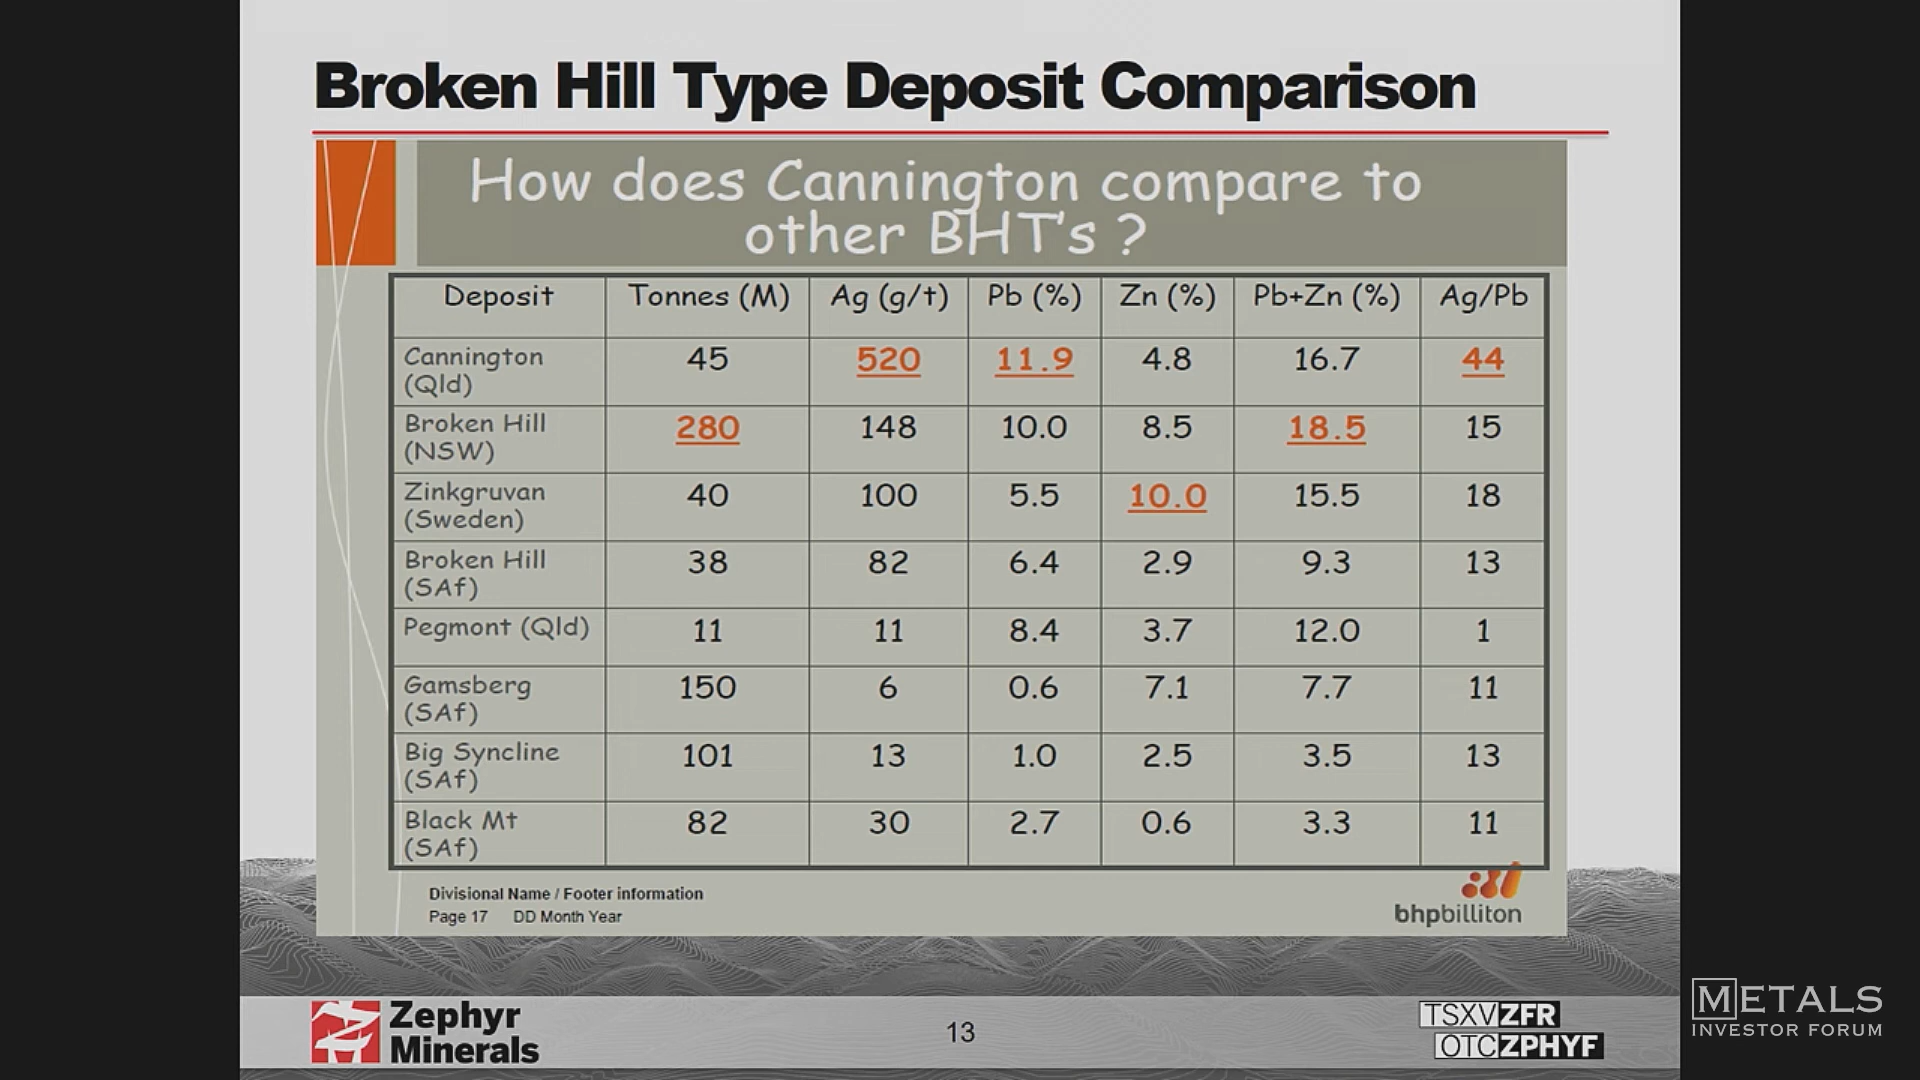 Broken Hill Type Deposit Comparison
How does Cannington compare to
other BHT's ?
Deposit Tonnes (M) Ag (g/t) Pb (%) Zn (%) Pb+Zn (%) Ag/Pb
Cannington (Qld) 45 520 11.9 4.8 16.7 44
Broken Hill (NSW) 280 148 10.0 8.5 18.5 15
Zinkgruvan (Sweden) 40 100 5.5 10.0 15.5 18
Broken Hill (SAf) 38 82 6.4 2.9 9.3 13
Pegmont (Qld) 11 11 8.4 3.7 12.0 1
Gamsberg (SAf) 150 6 0.6 7.1 7.7 11
Big Syncline (SAf) 101 13 1.0 2.5 3.5 13
Black Mt (SAf) 82 30 2.7 0.6 3.3 11
Divisional Name / Footer information
Page 17 DD Month Year
bhpbilliton
Zephyr
Minerals
13
TSXV ZFR
OTC ZPHYF
METALS
INVESTOR FORUM